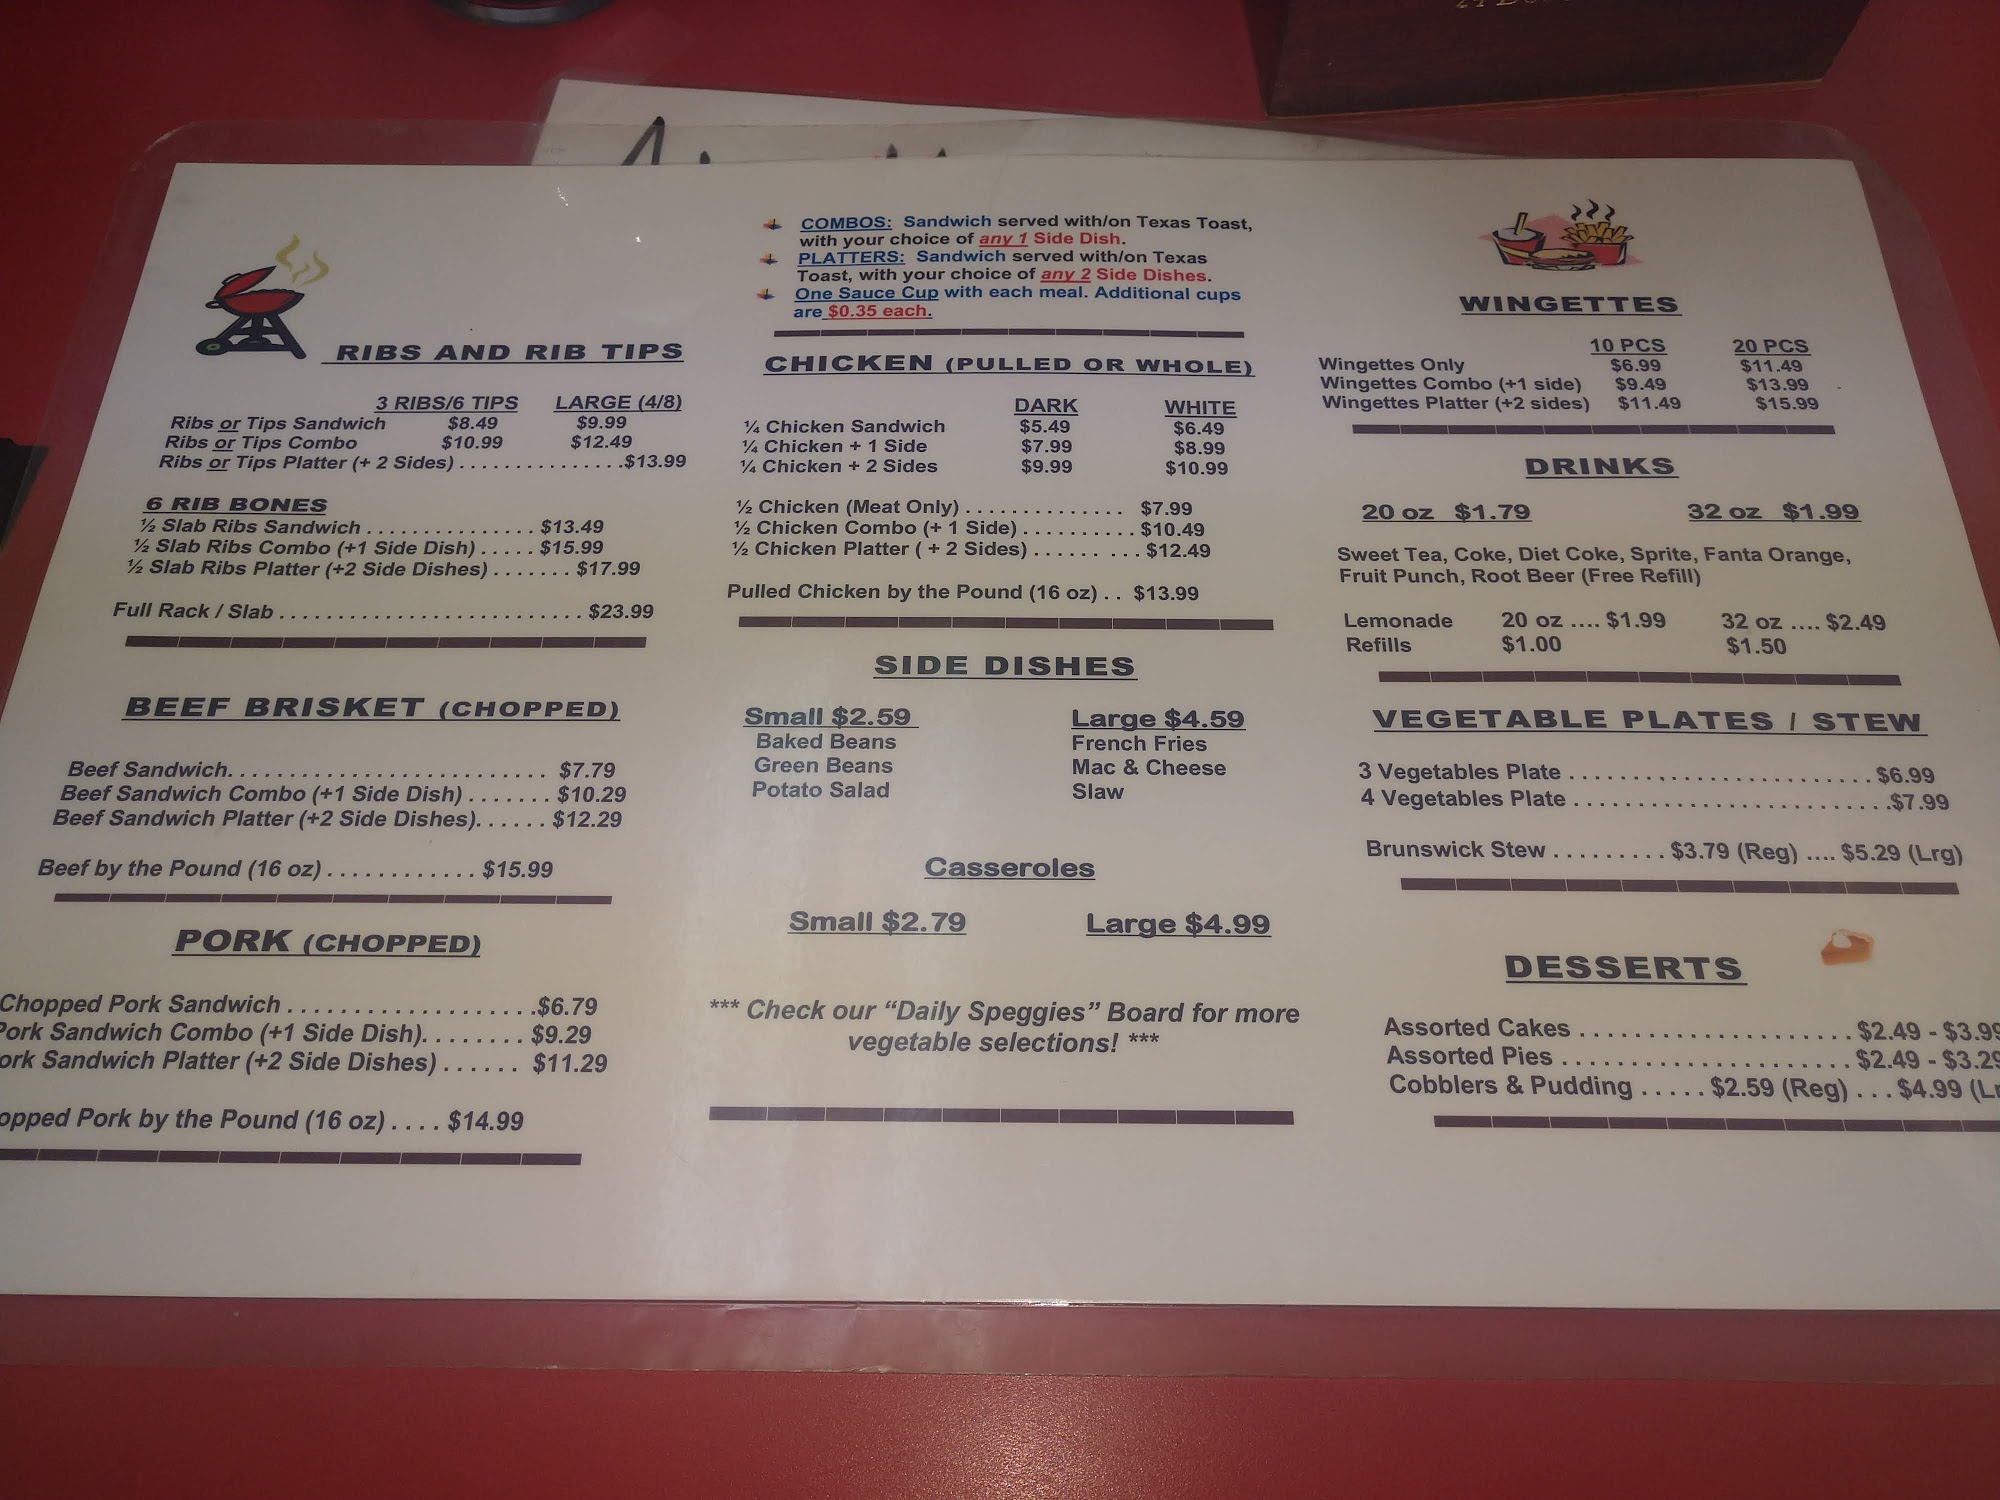 COMBOS: Sandwich served with/on Texas Toast,
with your choice of any 1 Side Dish.
PLATTERS: Sandwich served with/on Texas
Toast, with your choice of any 2 Side Dishes.
One Sauce Cup with each meal. Additional cups
are $0.35 each.
RIBS AND RIB TIPS
3 RIBS/6 TIPS LARGE (4/8)
Ribs or Tips Sandwich $8.49 $9.99
Ribs or Tips Combo $10.99 $12.49
Ribs or Tips Platter (+ 2 Sides) . . . . . . . . . . . . . . .$13.99
6 RIB BONES
½ Slab Ribs Sandwich . . . . . . . . . . . . . . $13.49
½ Slab Ribs Combo (+1 Side Dish) . . . . . $15.99
½ Slab Ribs Platter (+2 Side Dishes) . . . . . . . $17.99
Full Rack / Slab . . . . . . . . . . . . . . . . . . . . . . . . . $23.99
BEEF BRISKET (CHOPPED)
Beef Sandwich. . . . . . . . . . . . . . . . . . . . . . . . . . $7.79
Beef Sandwich Combo (+1 Side Dish) . . . . . . . $10.29
Beef Sandwich Platter (+2 Side Dishes). . . . . . $12.29
Beef by the Pound (16 oz) . . . . . . . . . . . . $15.99
PORK (CHOPPED)
Chopped Pork Sandwich . . . . . . . . . . . . . . . . . . .$6.79
Pork Sandwich Combo (+1 Side Dish). . . . . . . . $9.29
ork Sandwich Platter (+2 Side Dishes) . . . . . . $11.29
opped Pork by the Pound (16 oz) . . . . $14.99
CHICKEN (PULLED OR WHOLE)
DARK WHITE
¼ Chicken Sandwich $5.49 $6.49
¼ Chicken + 1 Side $7.99 $8.99
¼ Chicken + 2 Sides $9.99 $10.99
½ Chicken (Meat Only) . . . . . . . . . . . . . . $7.99
½ Chicken Combo (+ 1 Side) . . . . . . . . . . $10.49
½ Chicken Platter ( + 2 Sides) . . . . . . . . . $12.49
Pulled Chicken by the Pound (16 oz) . . $13.99
SIDE DISHES
Small $2.59 Large $4.59
Baked Beans French Fries
Green Beans Mac & Cheese
Potato Salad Slaw
Casseroles
Small $2.79 Large $4.99
*** Check our “Daily Speggies” Board for more
vegetable selections! ***
WINGETTES
10 PCS 20 PCS
Wingettes Only $6.99 $11.49
Wingettes Combo (+1 side) $9.49 $13.99
Wingettes Platter (+2 sides) $11.49 $15.99
DRINKS
20 oz $1.79 32 oz $1.99
Sweet Tea, Coke, Diet Coke, Sprite, Fanta Orange,
Fruit Punch, Root Beer (Free Refill)
Lemonade 20 oz .... $1.99 32 oz .... $2.49
Refills $1.00 $1.50
VEGETABLE PLATES / STEW
3 Vegetables Plate . . . . . . . . . . . . . . . . . . . . . . . . $6.99
4 Vegetables Plate . . . . . . . . . . . . . . . . . . . . . . . . .$7.99
Brunswick Stew . . . . . . . . . $3.79 (Reg) .... $5.29 (Lrg)
DESSERTS
Assorted Cakes . . . . . . . . . . . . . . . . . . . . $2.49 - $3.99
Assorted Pies . . . . . . . . . . . . . . . . . . . . . $2.49 - $3.29
Cobblers & Pudding . . . . . $2.59 (Reg) . . . $4.99 (L